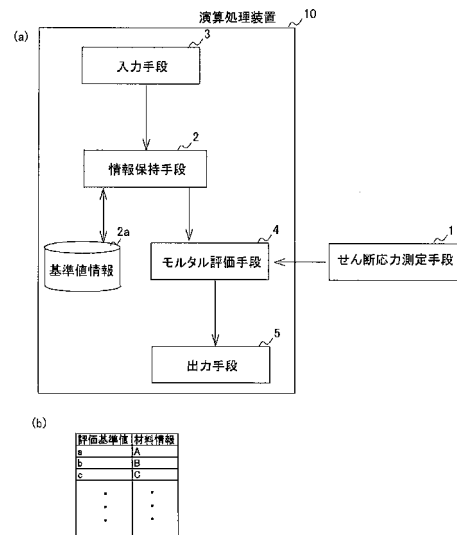 演算処理装置 10
(a)
3
入力手段
2
情報保持手段
2a
基準値情報
4
モルタル評価手段
1
せん断応力測定手段
5
出力手段
(b)
評価基準値 材料情報
a A
b B
c C